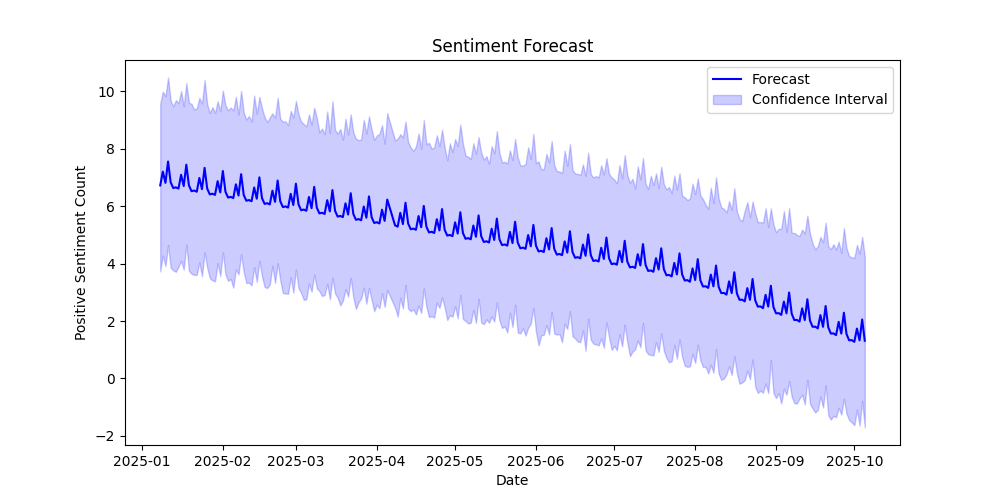 Sentiment Forecast
Forecast
Confidence Interval
Positive Sentiment Count
10
8
6
4
2
0
−2
2025-01 2025-02 2025-03 2025-04 2025-05 2025-06 2025-07 2025-08 2025-09 2025-10
Date